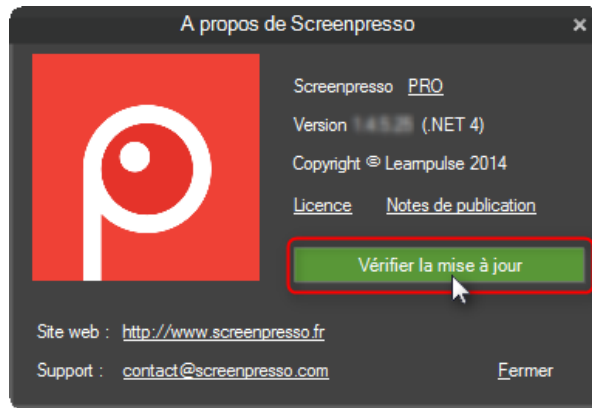 A propos de Screenpresso
Screenpresso PRO
Version (.NET 4)
Copyright © Learnpulse 2014
Licence Notes de publication
Vérifier la mise à jour
Site web : http://www.screenpresso.fr
Support : contact@screenpresso.com
Fermer